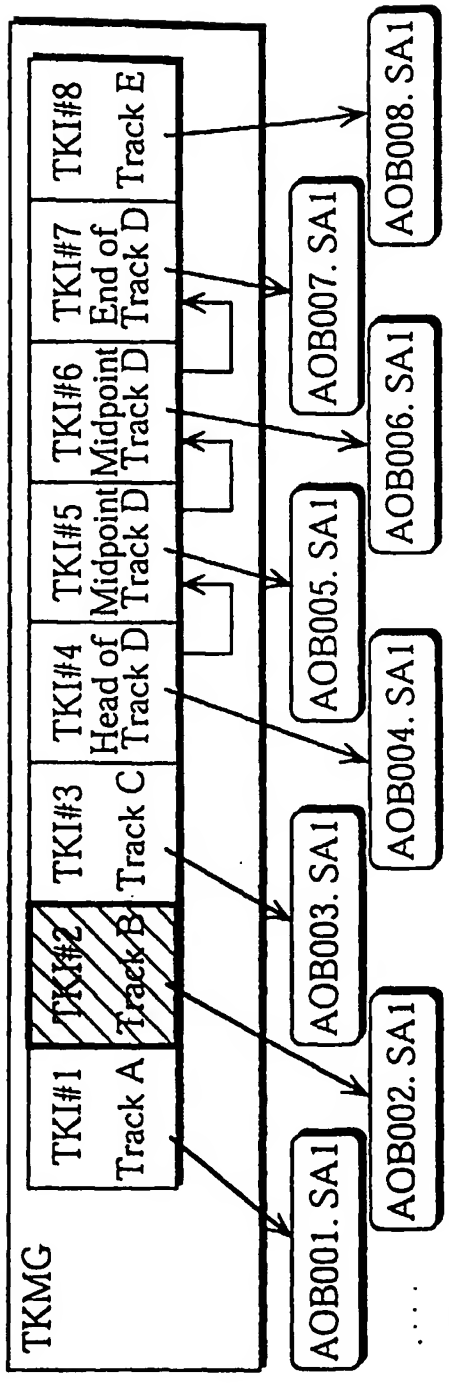 TKMG
TKI#1
Track A
TKI#2
Track B
TKI#3
Track C
TKI#4
Head of
Track D
TKI#5
Midpoint
Track D
TKI#6
Midpoint
Track D
TKI#7
End of
Track D
TKI#8
Track E
AOB001. SA1
AOB002. SA1
AOB003. SA1
AOB004. SA1
AOB005. SA1
AOB006. SA1
AOB007. SA1
AOB008. SA1
....